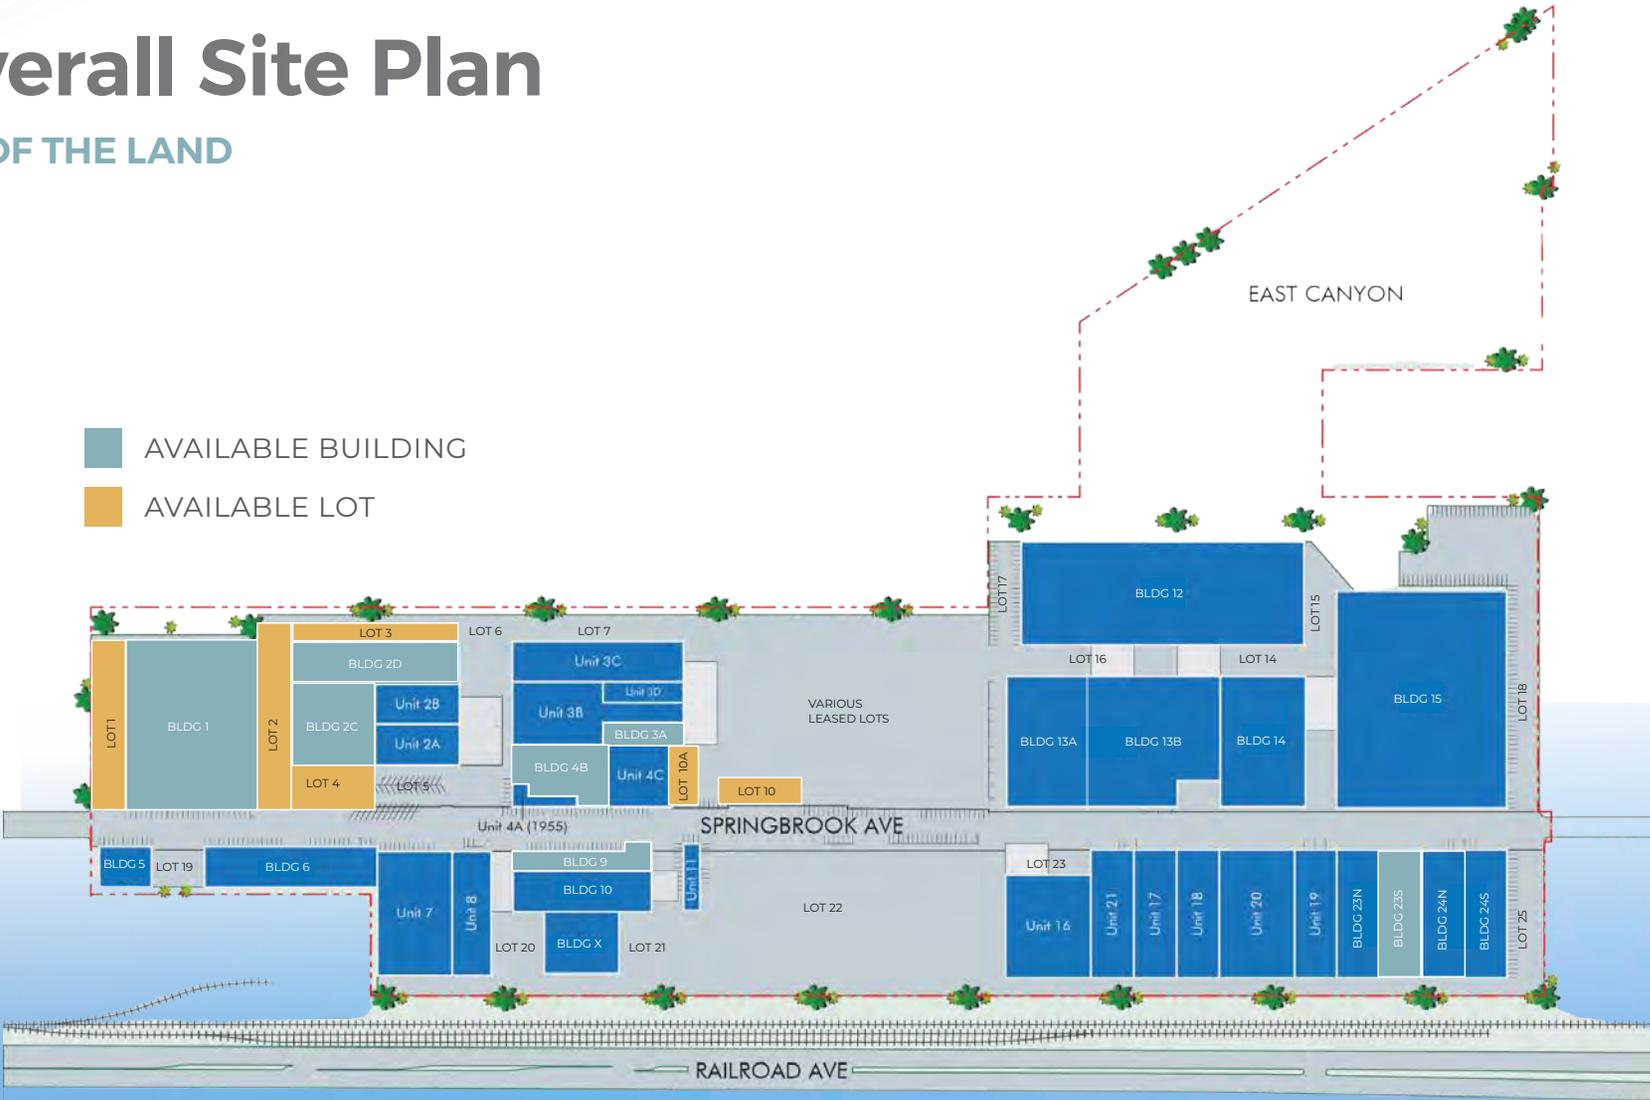 verall Site Plan
OF THE LAND
EAST CANYON
AVAILABLE BUILDING
AVAILABLE LOT
LOT 17
BLDG 12
LOT 15
LOT 3
LOT 6
LOT 7
LOT 16
LOT 14
BLDG 2D
Unit 3C
Unit 3D
LOT 1
BLDG 1
LOT 2
BLDG 2C
Unit 2B
Unit 2A
Unit 3B
BLDG 3A
VARIOUS
LEASED LOTS
BLDG 13A
BLDG 13B
BLDG 14
BLDG 15
LOT 18
LOT 4
LOT 5
BLDG 4B
Unit 4C
LOT 10A
LOT 10
Unit 4A (1955)
SPRINGBROOK AVE
BLDG 5
LOT 19
BLDG 6
BLDG 9
BLDG 10
Unit 11
LOT 23
Unit 7
Unit 8
LOT 20
BLDG X
LOT 21
LOT 22
Unit 16
Unit 21
Unit 17
Unit 18
Unit 20
Unit 19
BLDG 23N
BLDG 23S
BLDG 24N
BLDG 24S
LOT 25
RAILROAD AVE